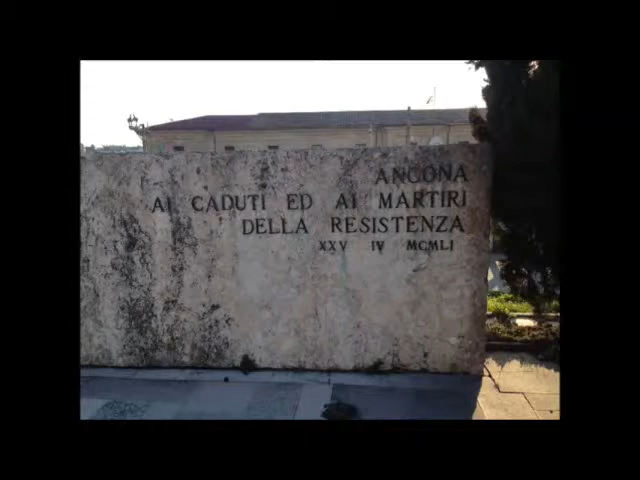 ANCONA
AI CADUTI ED AI MARTIRI
DELLA RESISTENZA
XXV IV MCMLI